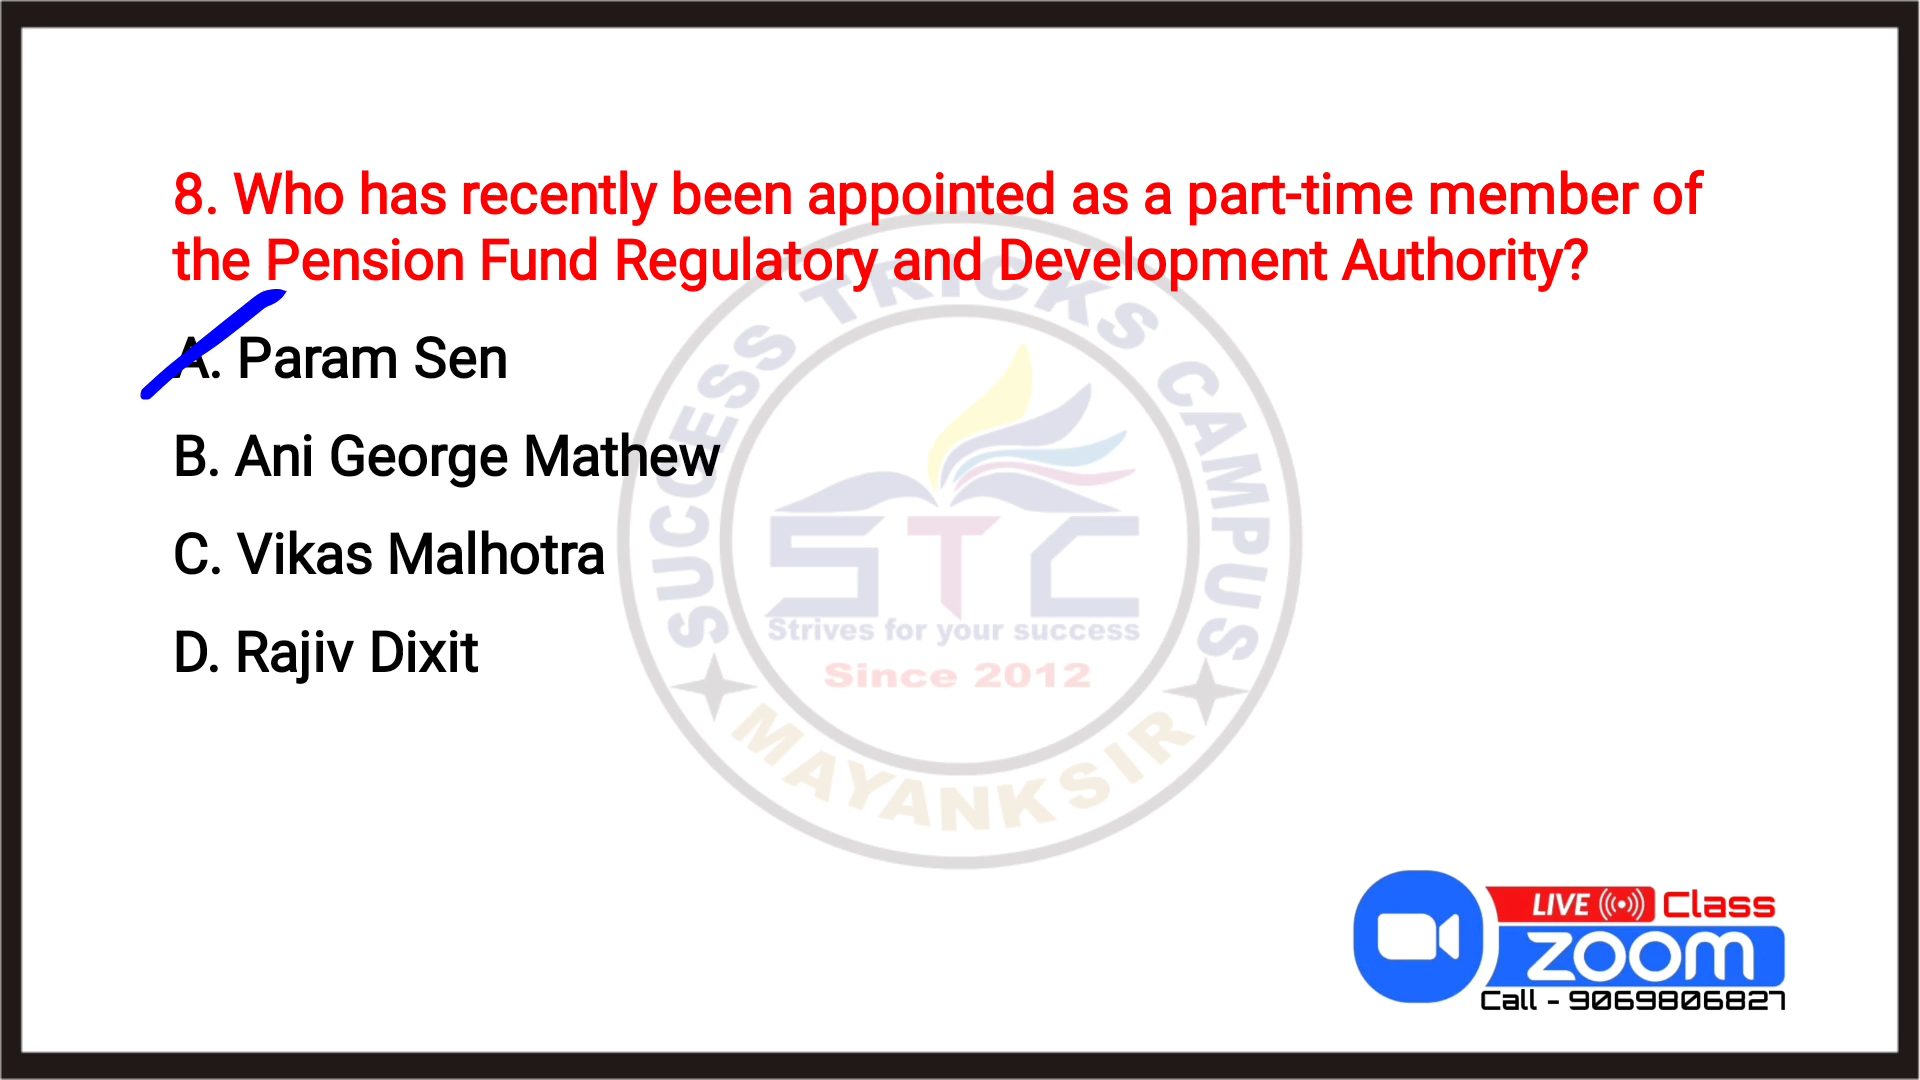 8. Who has recently been appointed as a part-time member of
the Pension Fund Regulatory and Development Authority?
A. Param Sen
B. Ani George Mathew
C. Vikas Malhotra
D. Rajiv Dixit
SUCCESS TRICKS CAMPUS
STC
Strives for your success
Since 2012
MAYANKSIR
LIVE Class
zoom
Call - 9069806827